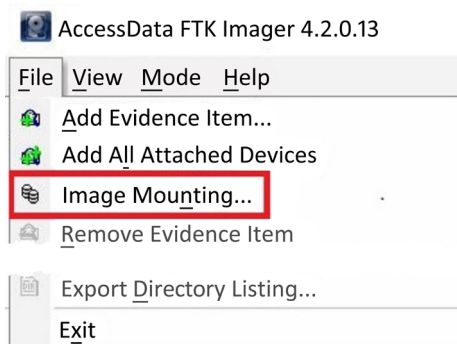 AccessData FTK Imager 4.2.0.13
File View Mode Help
Add Evidence Item...
Add All Attached Devices
Image Mounting...
Remove Evidence Item
Export Directory Listing...
Exit